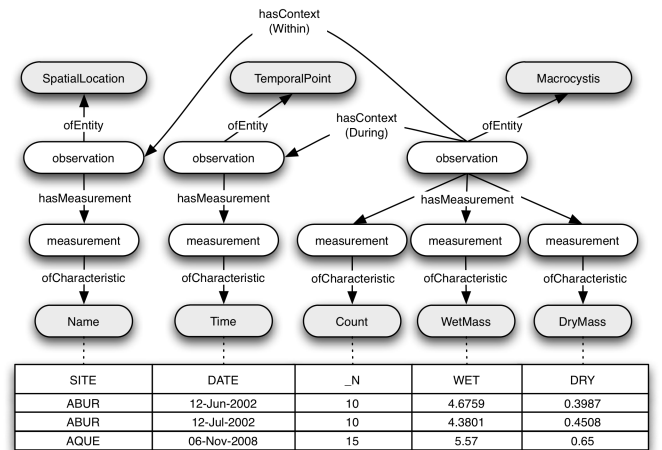 hasContext
(Within)
SpatialLocation
TemporalPoint
Macrocystis
ofEntity
ofEntity
hasContext
(During)
ofEntity
observation
observation
observation
hasMeasurement
hasMeasurement
hasMeasurement
measurement
measurement
measurement
measurement
measurement
ofCharacteristic
ofCharacteristic
ofCharacteristic
ofCharacteristic
ofCharacteristic
Name
Time
Count
WetMass
DryMass
SITE DATE _N WET DRY
ABUR 12-Jun-2002 10 4.6759 0.3987
ABUR 12-Jul-2002 10 4.3801 0.4508
AQUE 06-Nov-2008 15 5.57 0.65